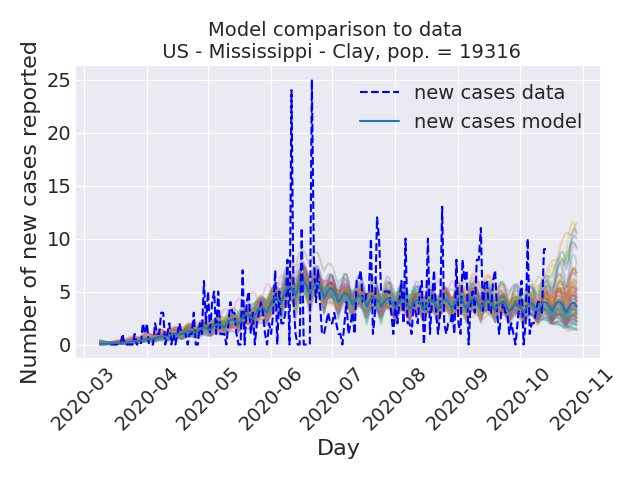 Model comparison to data
US - Mississippi - Clay, pop. = 19316
Number of new cases reported
25
20
15
10
5
0
new cases data
new cases model
2020-03
2020-04
2020-05
2020-06
2020-07
2020-08
2020-09
2020-10
2020-11
Day